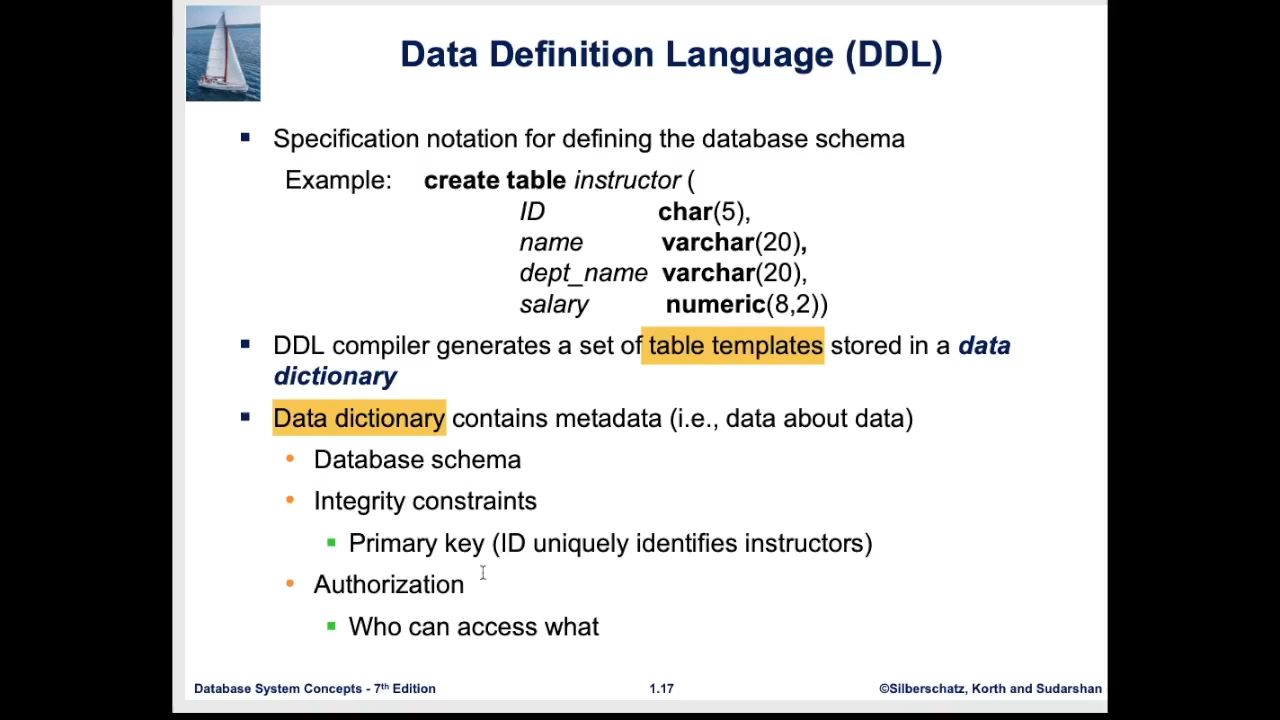 Data Definition Language (DDL)
Specification notation for defining the database schema
Example: create table instructor (
ID char(5),
name varchar(20),
dept_name varchar(20),
salary numeric(8,2))
DDL compiler generates a set of table templates stored in a data
dictionary
Data dictionary contains metadata (i.e., data about data)
Database schema
Integrity constraints
Primary key (ID uniquely identifies instructors)
Authorization
Who can access what
Database System Concepts - 7th Edition 1.17 ©Silberschatz, Korth and Sudarshan